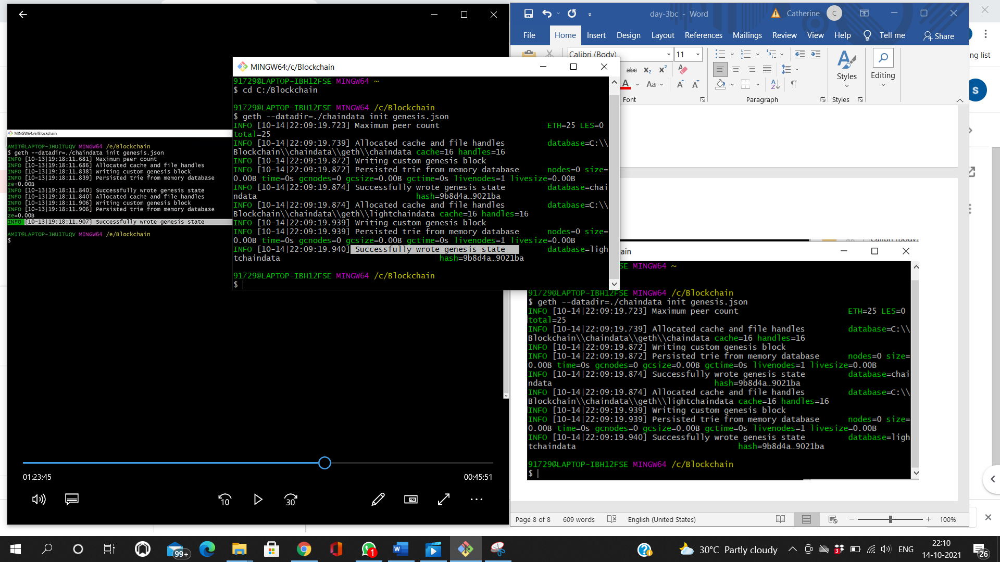 MINGW64:/e/Blockchain
AMIT@LAPTOP-JHU1TUQV MINGW64 /e/Blockchain
$ geth --datadir=./chaindata init genesis.json
INFO [10-13|19:18:11.681] Maximum peer count
INFO [10-13|19:18:11.686] Allocated cache and file handles
INFO [10-13|19:18:11.838] Writing custom genesis block
INFO [10-13|19:18:11.839] Persisted trie from memory database
ze=0.00B
INFO [10-13|19:18:11.840] Successfully wrote genesis state
INFO [10-13|19:18:11.840] Allocated cache and file handles
INFO [10-13|19:18:11.906] Writing custom genesis block
INFO [10-13|19:18:11.906] Persisted trie from memory database
ze=0.00B
INFO [10-13|19:18:11.907] Successfully wrote genesis state
AMIT@LAPTOP-JHU1TUQV MINGW64 /e/Blockchain
$
01:23:45
00:45:51
10
30
MINGW64:/c/Blockchain
91729@LAPTOP-IBH12FSE MINGW64 ~
$ cd C:/Blockchain
91729@LAPTOP-IBH12FSE MINGW64 /c/Blockchain
$ geth --datadir=./chaindata init genesis.json
INFO [10-14|22:09:19.723] Maximum peer count ETH=25 LES=0
total=25
INFO [10-14|22:09:19.739] Allocated cache and file handles database=C:\\
Blockchain\\chaindata\\geth\\chaindata cache=16 handles=16
INFO [10-14|22:09:19.872] Writing custom genesis block
INFO [10-14|22:09:19.872] Persisted trie from memory database nodes=0 size=
0.00B time=0s gcnodes=0 gcsize=0.00B gctime=0s livenodes=1 livesize=0.00B
INFO [10-14|22:09:19.874] Successfully wrote genesis state database=chai
ndata hash=9b8d4a…9021ba
INFO [10-14|22:09:19.874] Allocated cache and file handles database=C:\\
Blockchain\\chaindata\\geth\\lightchaindata cache=16 handles=16
INFO [10-14|22:09:19.939] Writing custom genesis block
INFO [10-14|22:09:19.939] Persisted trie from memory database nodes=0 size=
0.00B time=0s gcnodes=0 gcsize=0.00B gctime=0s livenodes=1 livesize=0.00B
INFO [10-14|22:09:19.940] Successfully wrote genesis state database=ligh
tchaindata hash=9b8d4a…9021ba
91729@LAPTOP-IBH12FSE MINGW64 /c/Blockchain
$
day-3bc - Word
Catherine C
File Home Insert Design Layout References Mailings Review View Help Tell me Share
Calibri (Body) 11
abc x₂ x²
A Aa A A
Font
Paragraph
Styles
Styles
Editing
ng list
S
ain
SE MINGW64 ~
91729@LAPTOP-IBH12FSE MINGW64 /c/Blockchain
$ geth --datadir=./chaindata init genesis.json
INFO [10-14|22:09:19.723] Maximum peer count ETH=25 LES=0
total=25
INFO [10-14|22:09:19.739] Allocated cache and file handles database=C:\\
Blockchain\\chaindata\\geth\\chaindata cache=16 handles=16
INFO [10-14|22:09:19.872] Writing custom genesis block
INFO [10-14|22:09:19.872] Persisted trie from memory database nodes=0 size=
0.00B time=0s gcnodes=0 gcsize=0.00B gctime=0s livenodes=1 livesize=0.00B
INFO [10-14|22:09:19.874] Successfully wrote genesis state database=chai
ndata hash=9b8d4a…9021ba
INFO [10-14|22:09:19.874] Allocated cache and file handles database=C:\\
Blockchain\\chaindata\\geth\\lightchaindata cache=16 handles=16
INFO [10-14|22:09:19.939] Writing custom genesis block
INFO [10-14|22:09:19.939] Persisted trie from memory database nodes=0 size=
0.00B time=0s gcnodes=0 gcsize=0.00B gctime=0s livenodes=1 livesize=0.00B
INFO [10-14|22:09:19.940] Successfully wrote genesis state database=ligh
tchaindata hash=9b8d4a…9021ba
91729@LAPTOP-IBH12FSE MINGW64 /c/Blockchain
$
Page 8 of 8 609 words English (United States) 100%
99+ 1 30°C Partly cloudy 3 ENG 22:10
14-10-2021 26